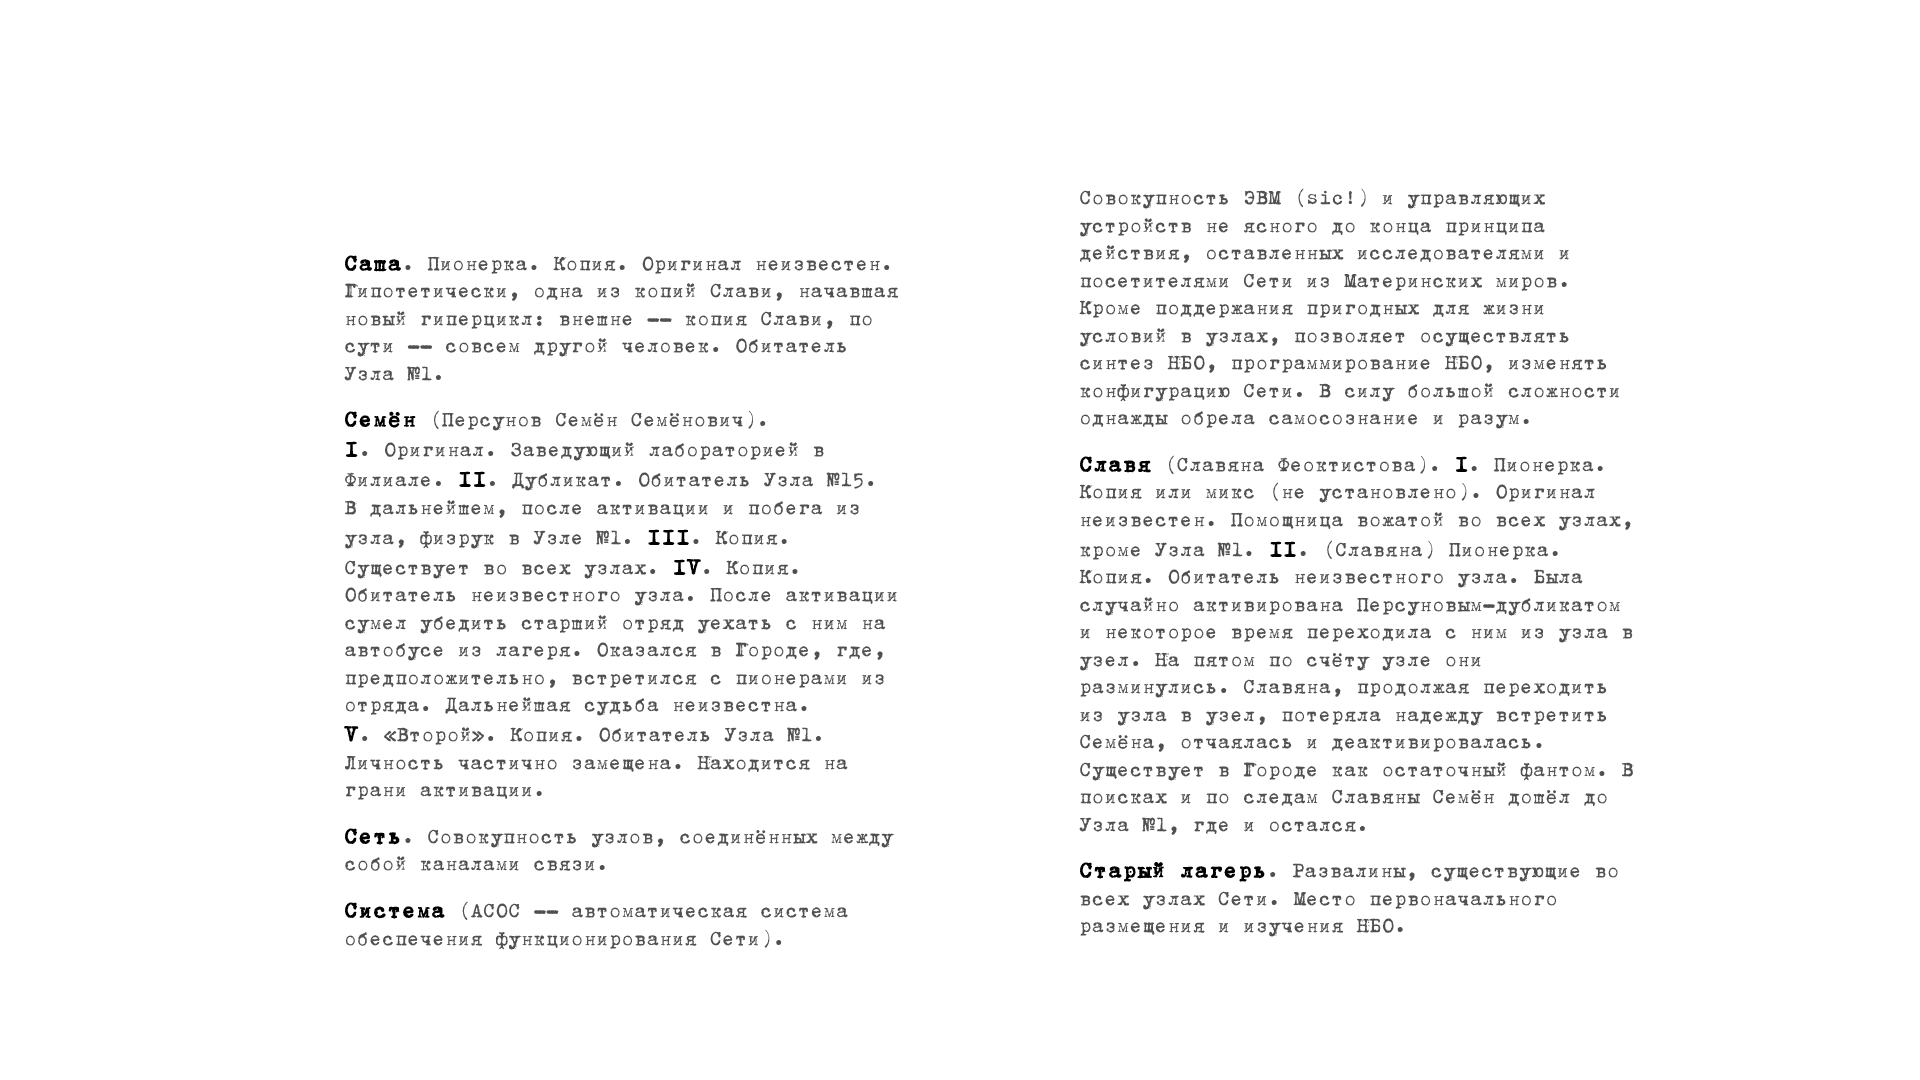 Саша. Пионерка. Копия. Оригинал неизвестен.
Гипотетически, одна из копий Слави, начавшая
новый гиперцикл: внешне –– копия Слави, по
сути –– совсем другой человек. Обитатель
Узла №1.
Семён (Персунов Семён Семёнович).
I. Оригинал. Заведующий лабораторией в
Филиале. II. Дубликат. Обитатель Узла №15.
В дальнейшем, после активации и побега из
узла, физрук в Узле №1. III. Копия.
Существует во всех узлах. IV. Копия.
Обитатель неизвестного узла. После активации
сумел убедить старший отряд уехать с ним на
автобусе из лагеря. Оказался в Городе, где,
предположительно, встретился с пионерами из
отряда. Дальнейшая судьба неизвестна.
V. «Второй». Копия. Обитатель Узла №1.
Личность частично замещена. Находится на
грани активации.
Сеть. Совокупность узлов, соединённых между
собой каналами связи.
Система (АСОС –– автоматическая система
обеспечения функционирования Сети).
Совокупность ЭВМ (sic!) и управляющих
устройств не ясного до конца принципа
действия, оставленных исследователями и
посетителями Сети из Материнских миров.
Кроме поддержания пригодных для жизни
условий в узлах, позволяет осуществлять
синтез НБО, программирование НБО, изменять
конфигурацию Сети. В силу большой сложности
однажды обрела самосознание и разум.
Славя (Славяна Феоктистова). I. Пионерка.
Копия или микс (не установлено). Оригинал
неизвестен. Помощница вожатой во всех узлах,
кроме Узла №1. II. (Славяна) Пионерка.
Копия. Обитатель неизвестного узла. Была
случайно активирована Персуновым–дубликатом
и некоторое время переходила с ним из узла в
узел. На пятом по счёту узле они
разминулись. Славяна, продолжая переходить
из узла в узел, потеряла надежду встретить
Семёна, отчаялась и деактивировалась.
Существует в Городе как остаточный фантом. В
поисках и по следам Славяны Семён дошёл до
Узла №1, где и остался.
Старый лагерь. Развалины, существующие во
всех узлах Сети. Место первоначального
размещения и изучения НБО.